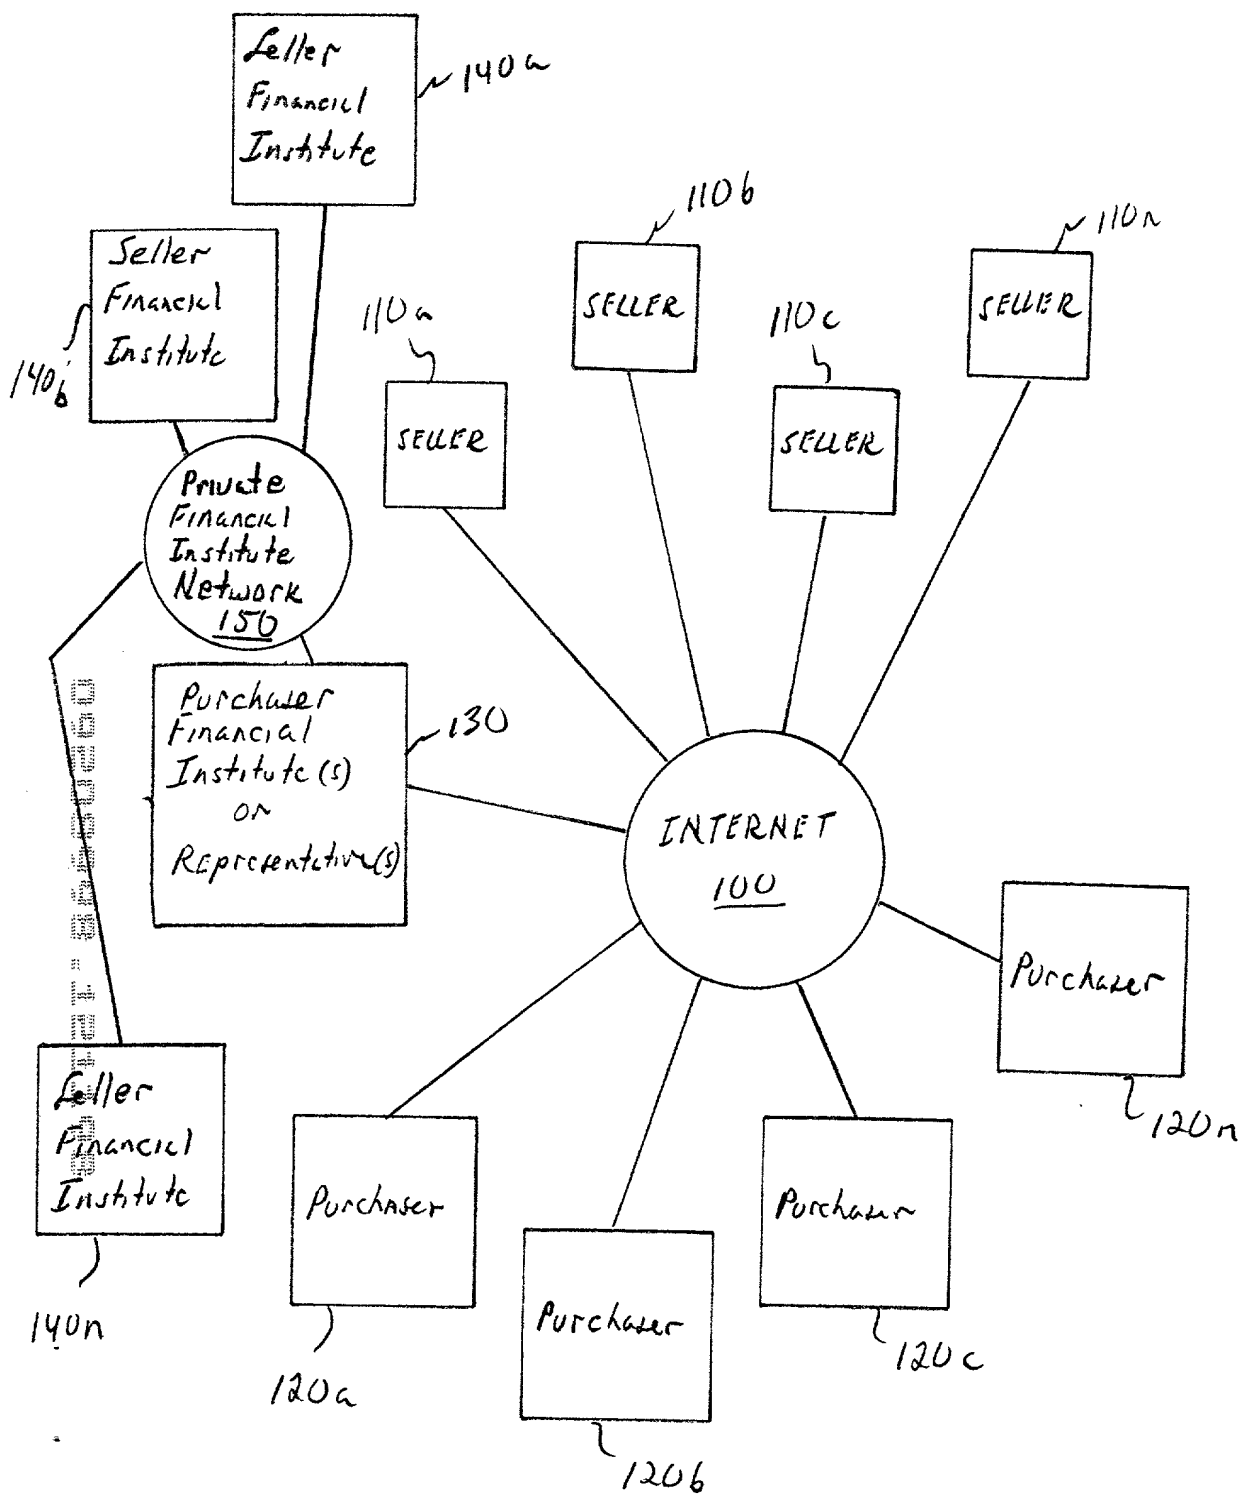 Seller
Financial
Institute
140a
Seller
Financial
Institute
140b
110a
SELLER
110b
SELLER
110c
SELLER
110n
SELLER
Private
Financial
Institute
Network
150
Purchaser
Financial
Institute(s)
or
Representative(s)
130
INTERNET
100
Purchaser
120n
Seller
Financial
Institute
140n
Purchaser
120a
Purchaser
120b
Purchaser
120c